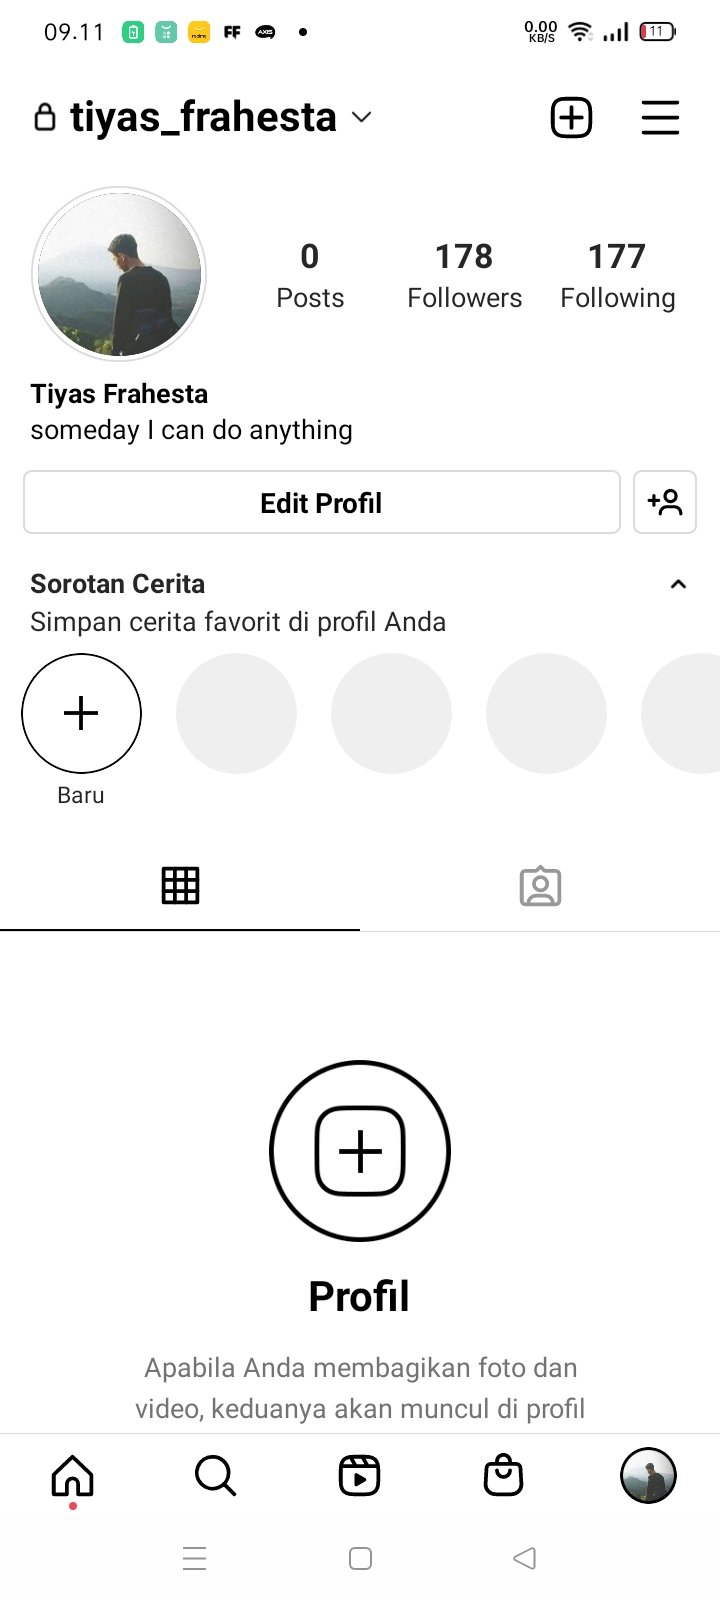 09.11 FF AXIS 0.00 KB/S 11
tiyas_frahesta
0 178 177
Posts Followers Following
Tiyas Frahesta
someday I can do anything
Edit Profil
Sorotan Cerita
Simpan cerita favorit di profil Anda
Baru
Profil
Apabila Anda membagikan foto dan
video, keduanya akan muncul di profil